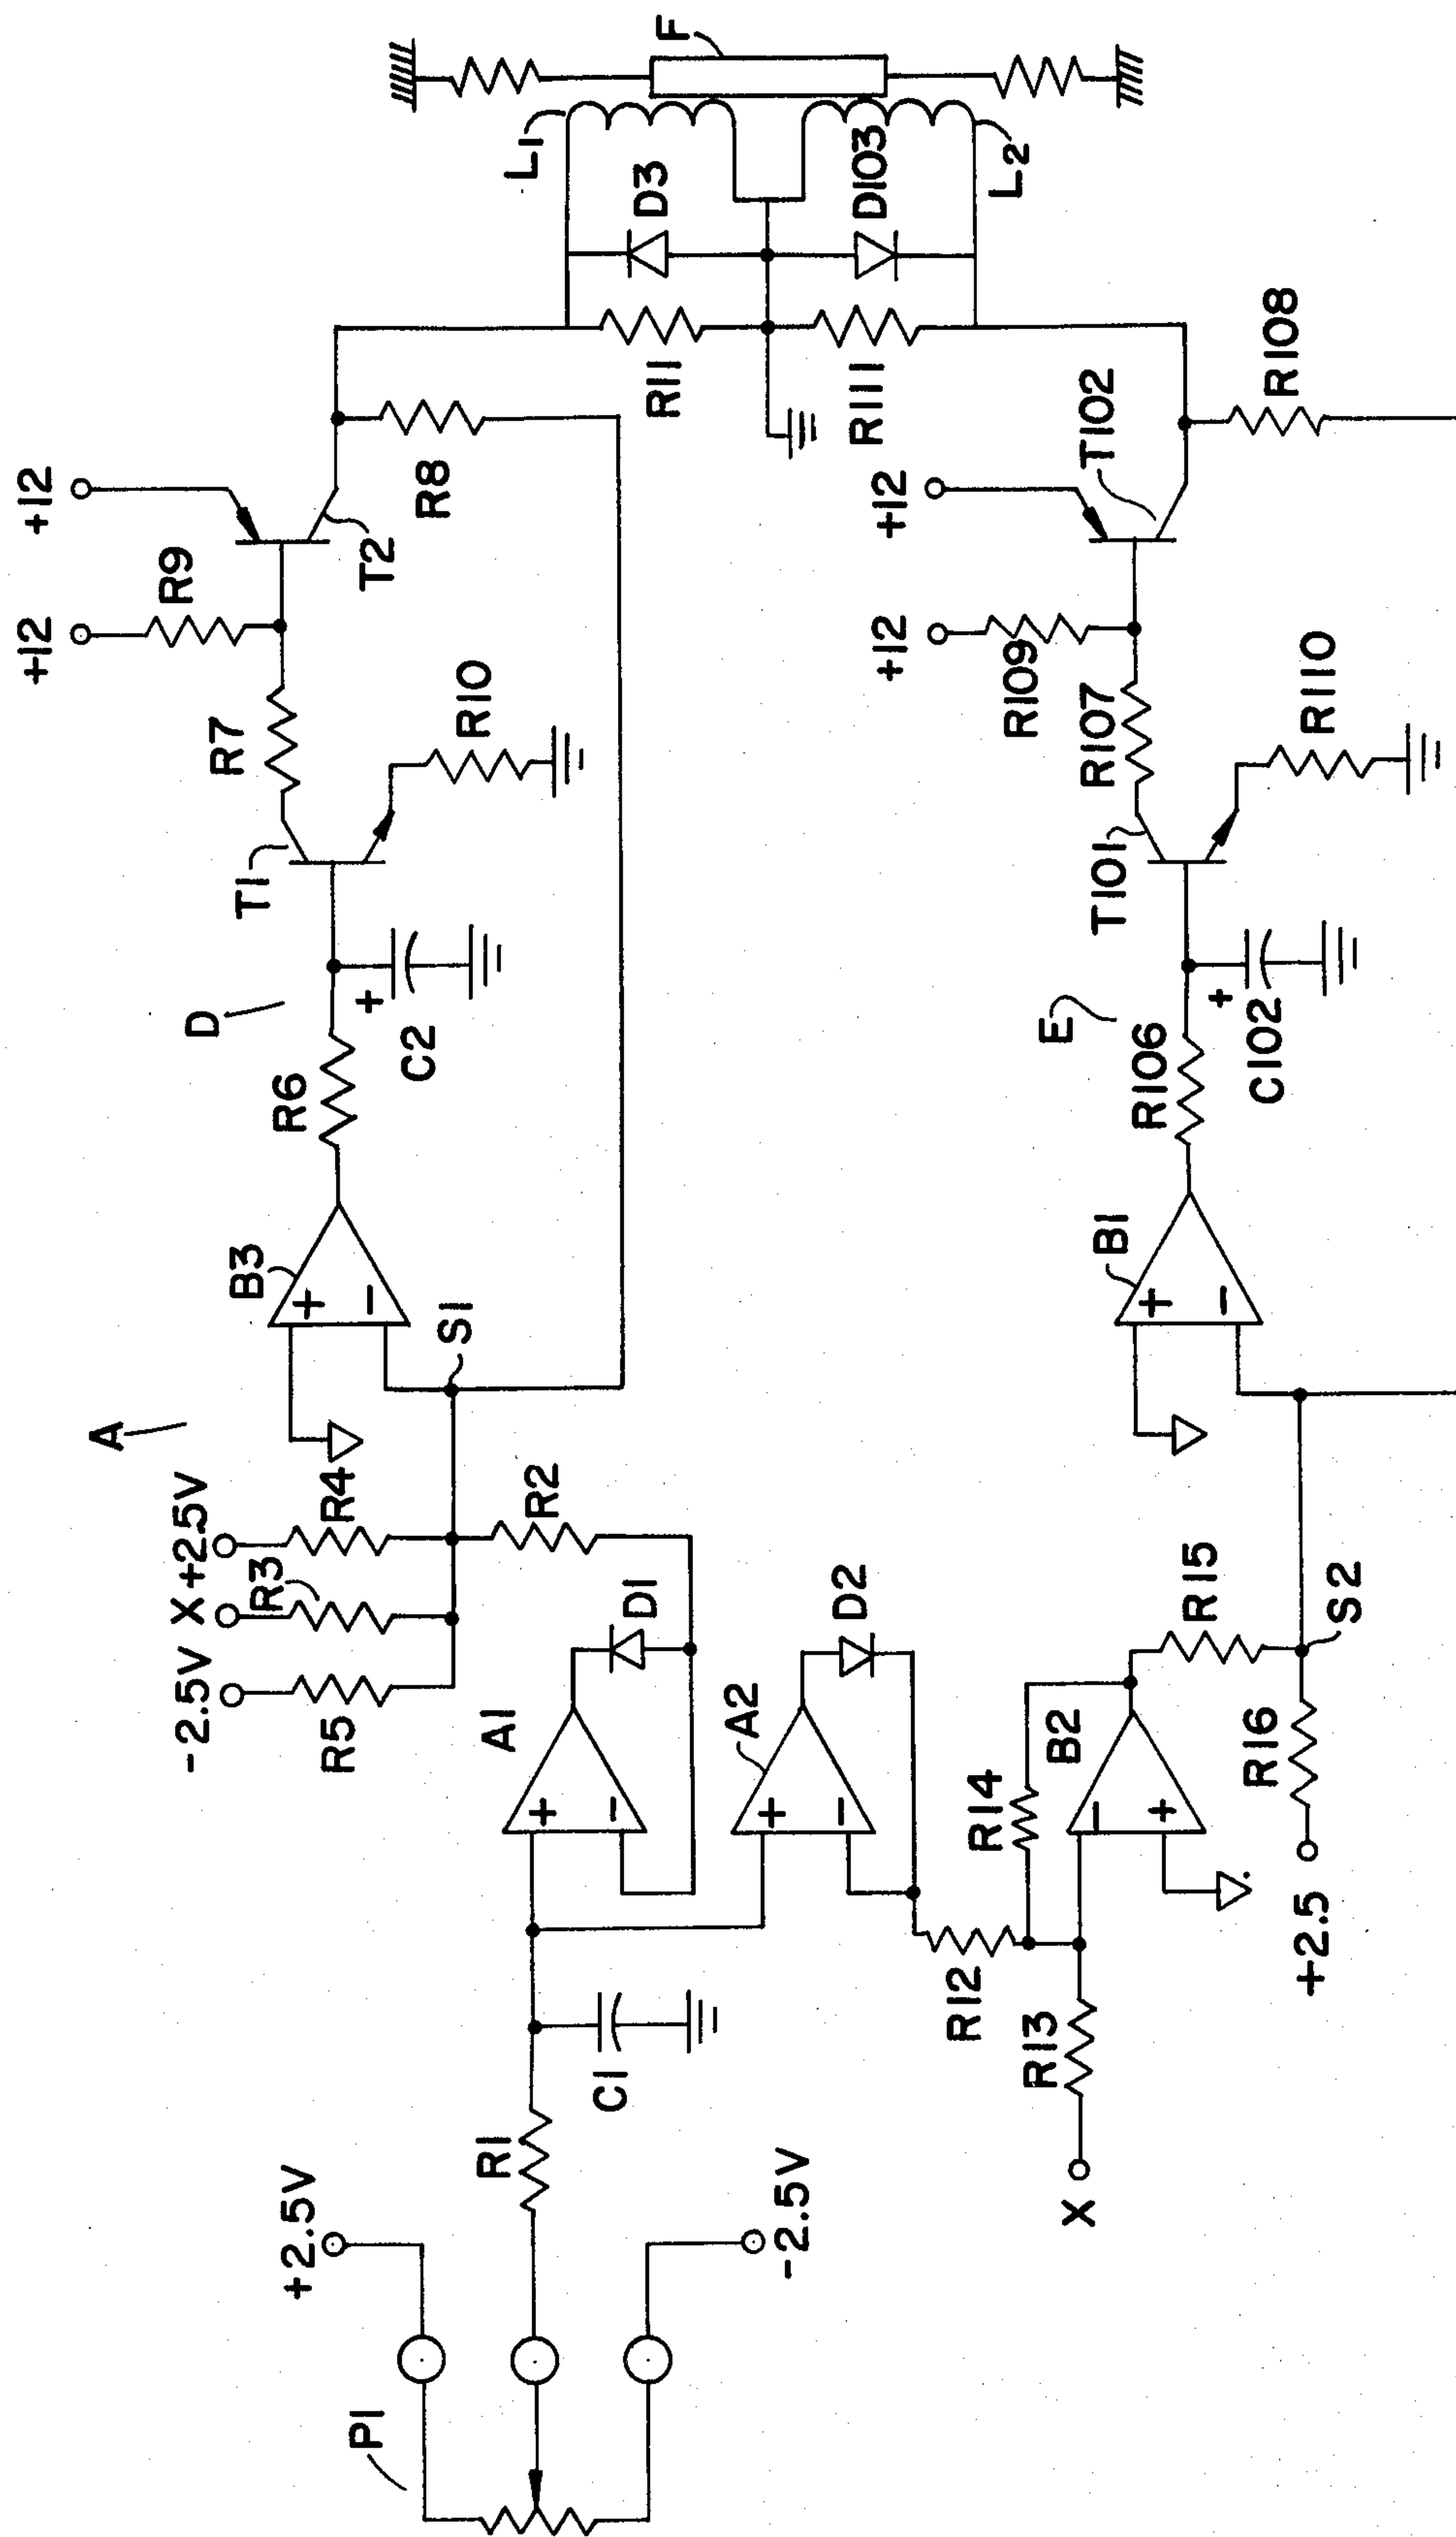 +12
+12
R9
R7
T2
R8
T1
R10
D
R6
C2
B3
A
S1
-2.5V
X
+2.5V
R5
R3
R4
R2
A1
D1
A2
D2
+2.5V
P1
R1
C1
-2.5V
L1
F
D3
R11
R111
D103
L2
+12
+12
R109
R107
T102
R108
T101
R110
E
R106
C102
B1
X
R13
R12
R14
B2
R15
R16
+2.5
S2
+
-
+
-
+
-
+
-
-
+
+
+